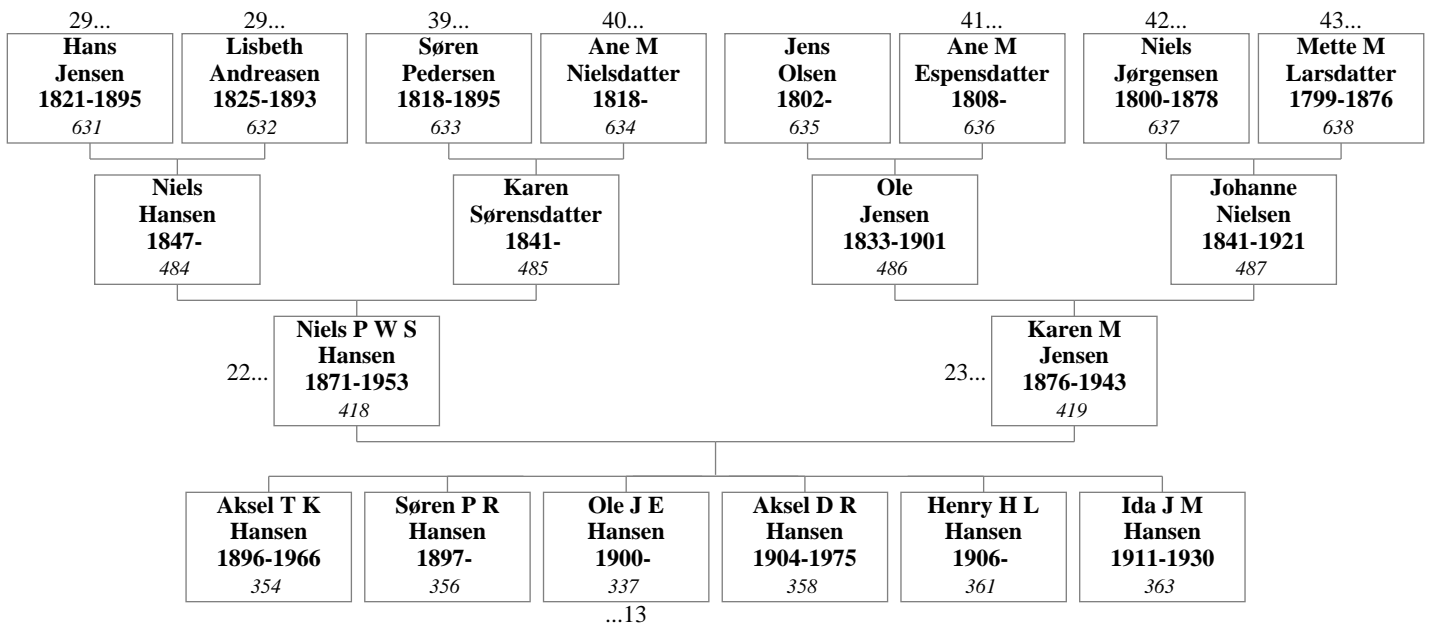 29...
29...
39...
40...
41...
42...
43...
Hans
Jensen
1821-1895
631
Lisbeth
Andreasen
1825-1893
632
Søren
Pedersen
1818-1895
633
Ane M
Nielsdatter
1818-
634
Jens
Olsen
1802-
635
Ane M
Espensdatter
1808-
636
Niels
Jørgensen
1800-1878
637
Mette M
Larsdatter
1799-1876
638
Niels
Hansen
1847-
484
Karen
Sørensdatter
1841-
485
Ole
Jensen
1833-1901
486
Johanne
Nielsen
1841-1921
487
22...
Niels P W S
Hansen
1871-1953
418
23...
Karen M
Jensen
1876-1943
419
Aksel T K
Hansen
1896-1966
354
Søren P R
Hansen
1897-
356
Ole J E
Hansen
1900-
337
...13
Aksel D R
Hansen
1904-1975
358
Henry H L
Hansen
1906-
361
Ida J M
Hansen
1911-1930
363